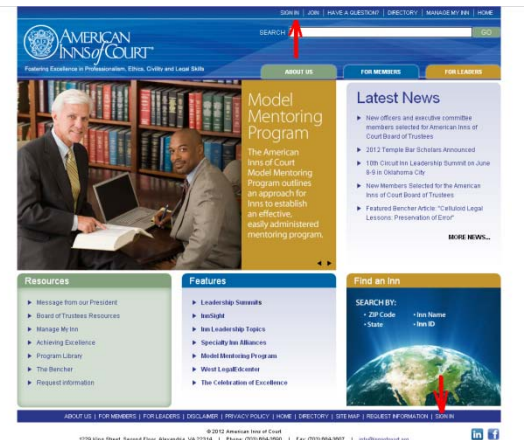 SIGN IN | JOIN | HAVE A QUESTION? | DIRECTORY | MANAGE MY INN | HOME
AMERICAN
INNS of COURT
SEARCH
GO
Fostering Excellence in Professionalism, Ethics, Civility and Legal Skills
ABOUT US
FOR MEMBERS
FOR LEADERS
Model
Mentoring
Program
The American
Inns of Court
Model Mentoring
Program outlines
an approach for
Inns to establish
an effective,
easily administered
mentoring program.
Latest News
New officers and executive committee
members selected for American Inns of
Court Board of Trustees
2012 Temple Bar Scholars Announced
10th Circuit Inn Leadership Summit on June
8-9 in Oklahoma City
New Members Selected for the American
Inns of Court Board of Trustees
Featured Bencher Article: "Celluloid Legal
Lessons: Preservation of Error"
MORE NEWS...
Resources
Message from our President
Board of Trustees Resources
Manage My Inn
Achieving Excellence
Program Library
The Bencher
Request information
Features
Leadership Summits
InnSight
Inn Leadership Topics
Specialty Inn Alliances
Model Mentoring Program
West LegalEdcenter
The Celebration of Excellence
Find an Inn
SEARCH BY:
• ZIP Code • Inn Name
• State • Inn ID
ABOUT US | FOR MEMBERS | FOR LEADERS | DISCLAIMER | PRIVACY POLICY | HOME | DIRECTORY | SITE MAP | REQUEST INFORMATION | SIGN IN
© 2012 American Inns of Court